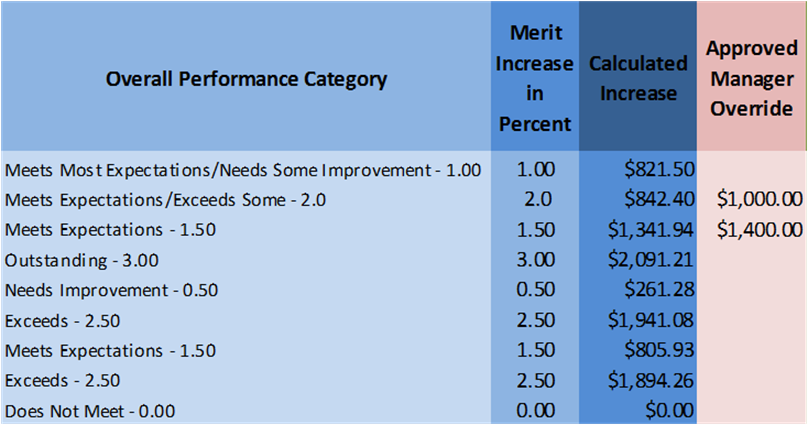 Overall Performance Category
Merit
Increase
in
Percent
Calculated
Increase
Approved
Manager
Override
Meets Most Expectations/Needs Some Improvement - 1.00 1.00 $821.50
Meets Expectations/Exceeds Some - 2.0 2.0 $842.40 $1,000.00
Meets Expectations - 1.50 1.50 $1,341.94 $1,400.00
Outstanding - 3.00 3.00 $2,091.21
Needs Improvement - 0.50 0.50 $261.28
Exceeds - 2.50 2.50 $1,941.08
Meets Expectations - 1.50 1.50 $805.93
Exceeds - 2.50 2.50 $1,894.26
Does Not Meet - 0.00 0.00 $0.00